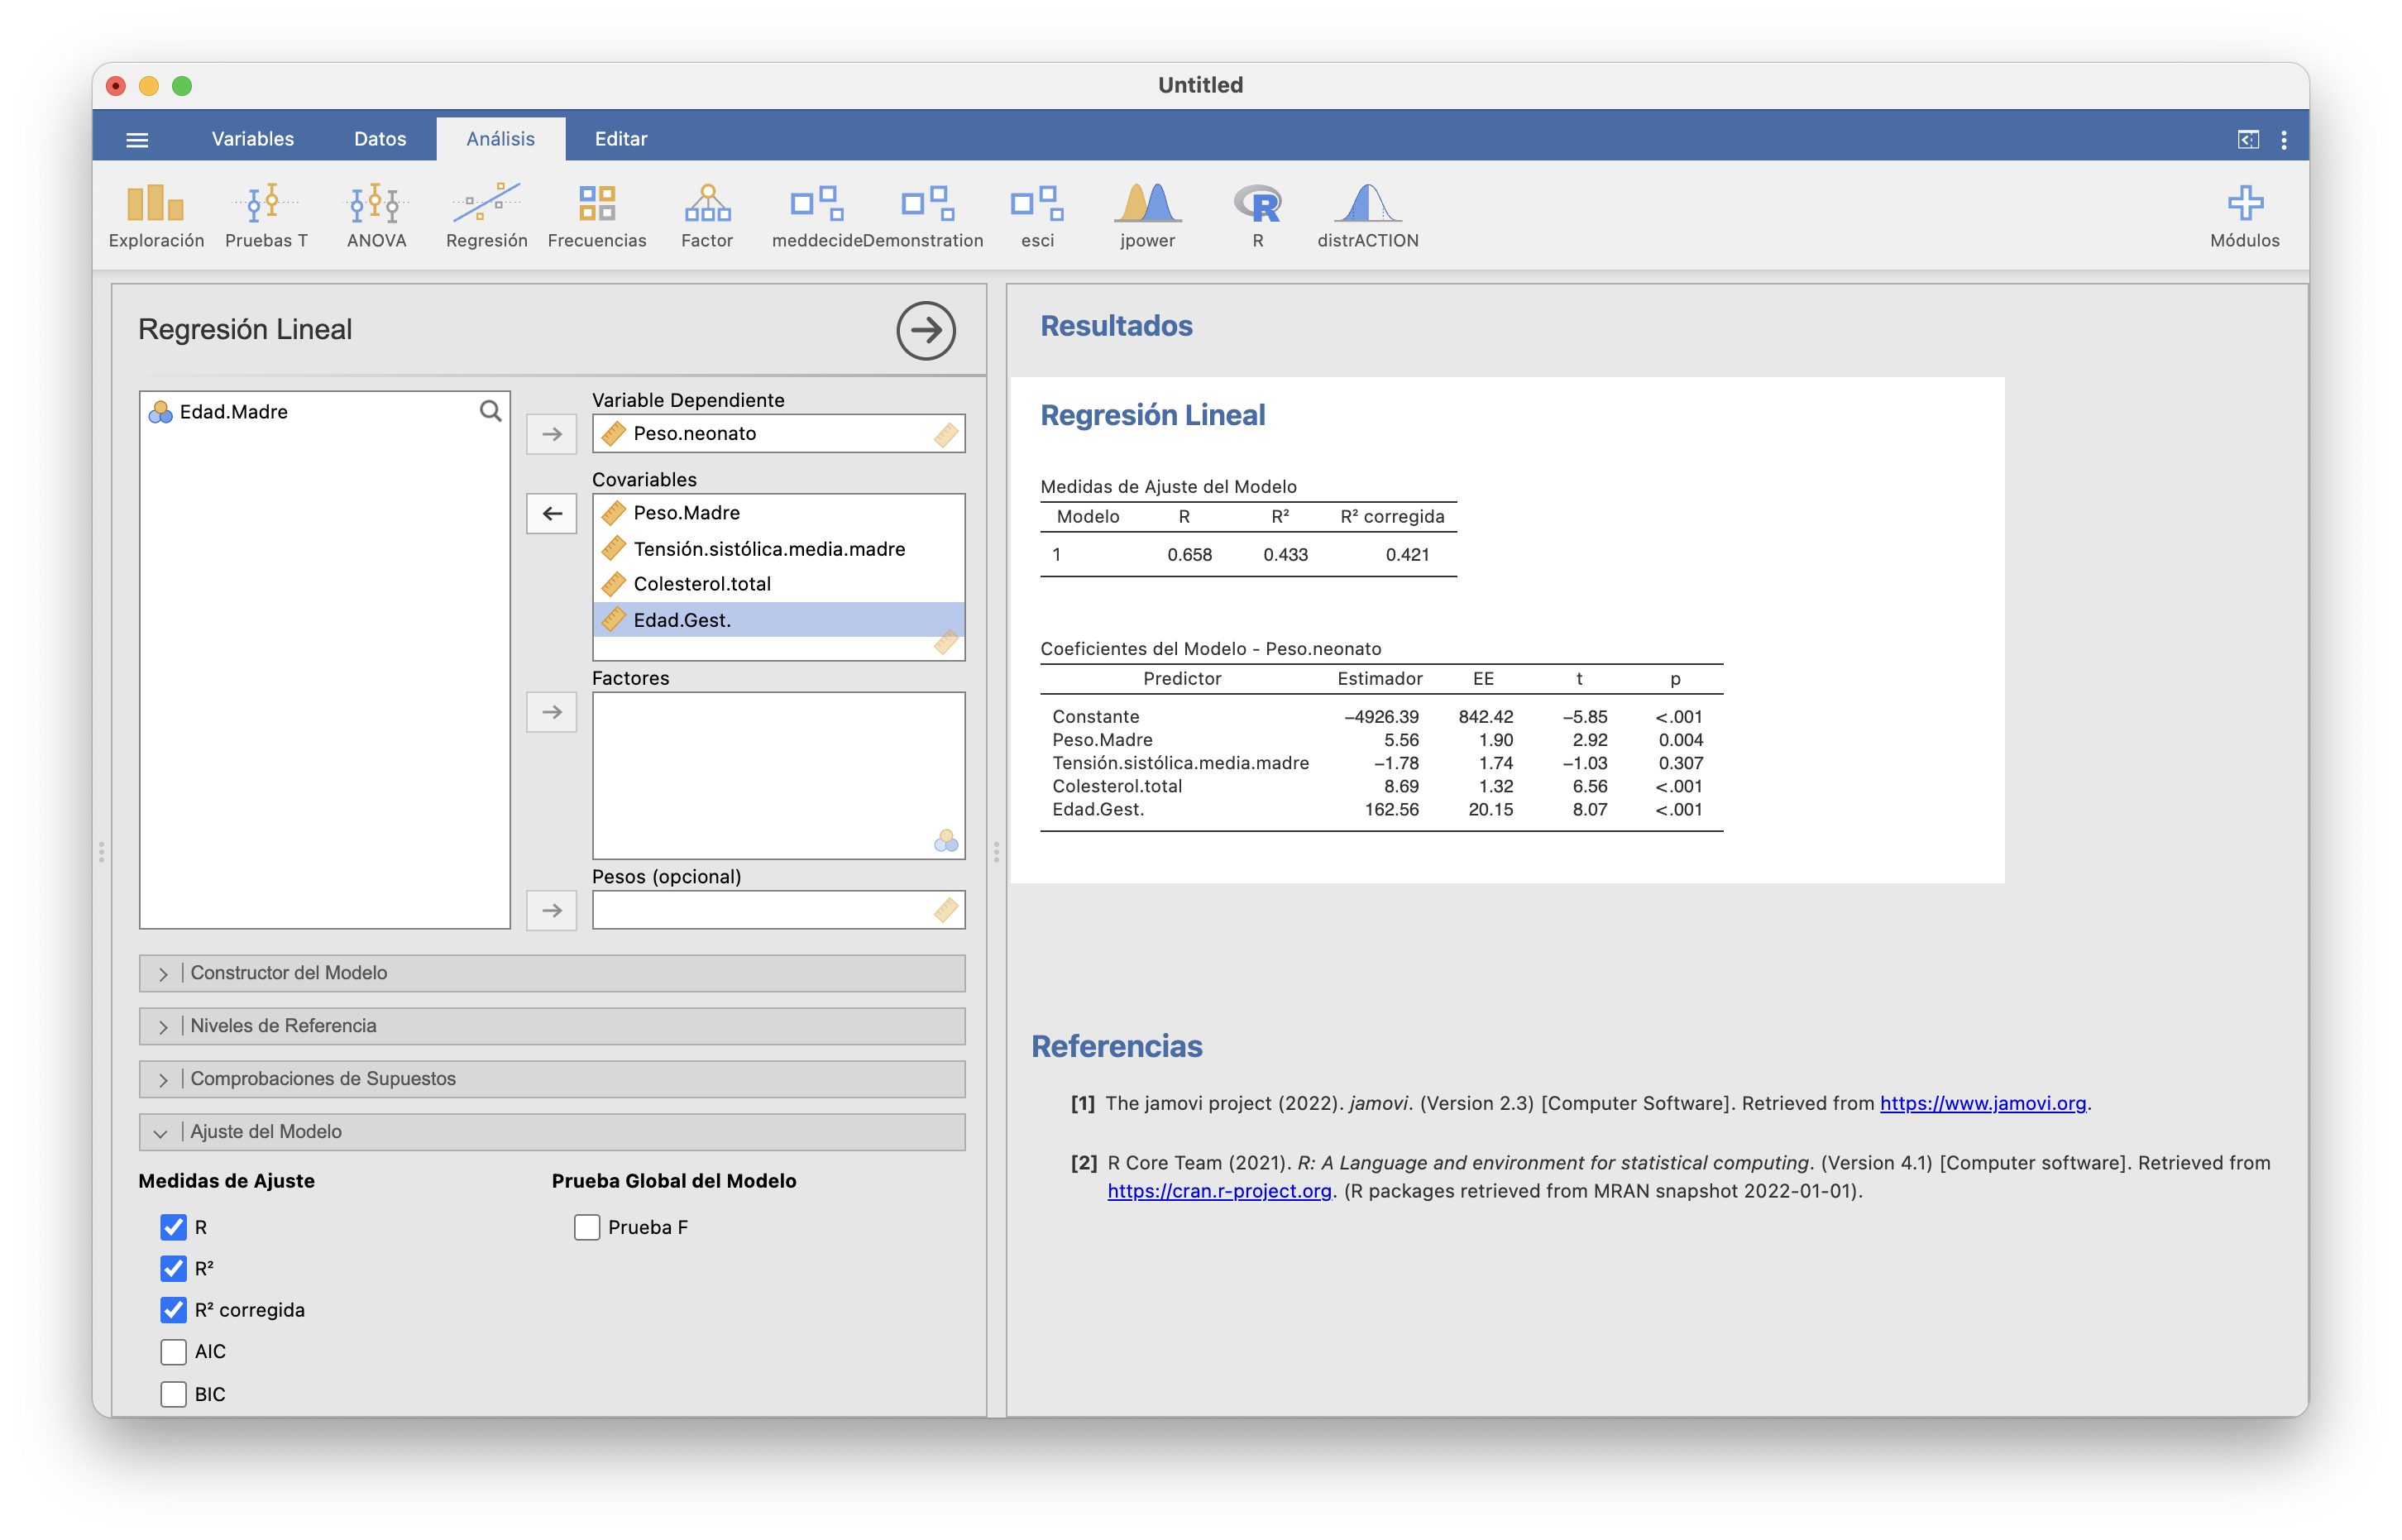 Untitled
Variables Datos Análisis Editar
Exploración Pruebas T ANOVA Regresión Frecuencias Factor meddecide Demonstration esci jpower R distrACTION Módulos
Regresión Lineal
Edad.Madre
Variable Dependiente
Peso.neonato
Covariables
Peso.Madre
Tensión.sistólica.media.madre
Colesterol.total
Edad.Gest.
Factores
Pesos (opcional)
Constructor del Modelo
Niveles de Referencia
Comprobaciones de Supuestos
Ajuste del Modelo
Medidas de Ajuste Prueba Global del Modelo
R Prueba F
R²
R² corregida
AIC
BIC
Resultados
Regresión Lineal
Medidas de Ajuste del Modelo
Modelo R R² R² corregida
1 0.658 0.433 0.421
Coeficientes del Modelo - Peso.neonato
Predictor Estimador EE t p
Constante −4926.39 842.42 −5.85 <.001
Peso.Madre 5.56 1.90 2.92 0.004
Tensión.sistólica.media.madre −1.78 1.74 −1.03 0.307
Colesterol.total 8.69 1.32 6.56 <.001
Edad.Gest. 162.56 20.15 8.07 <.001
Referencias
[1] The jamovi project (2022). jamovi. (Version 2.3) [Computer Software]. Retrieved from https://www.jamovi.org.
[2] R Core Team (2021). R: A Language and environment for statistical computing. (Version 4.1) [Computer software]. Retrieved from
https://cran.r-project.org. (R packages retrieved from MRAN snapshot 2022-01-01).